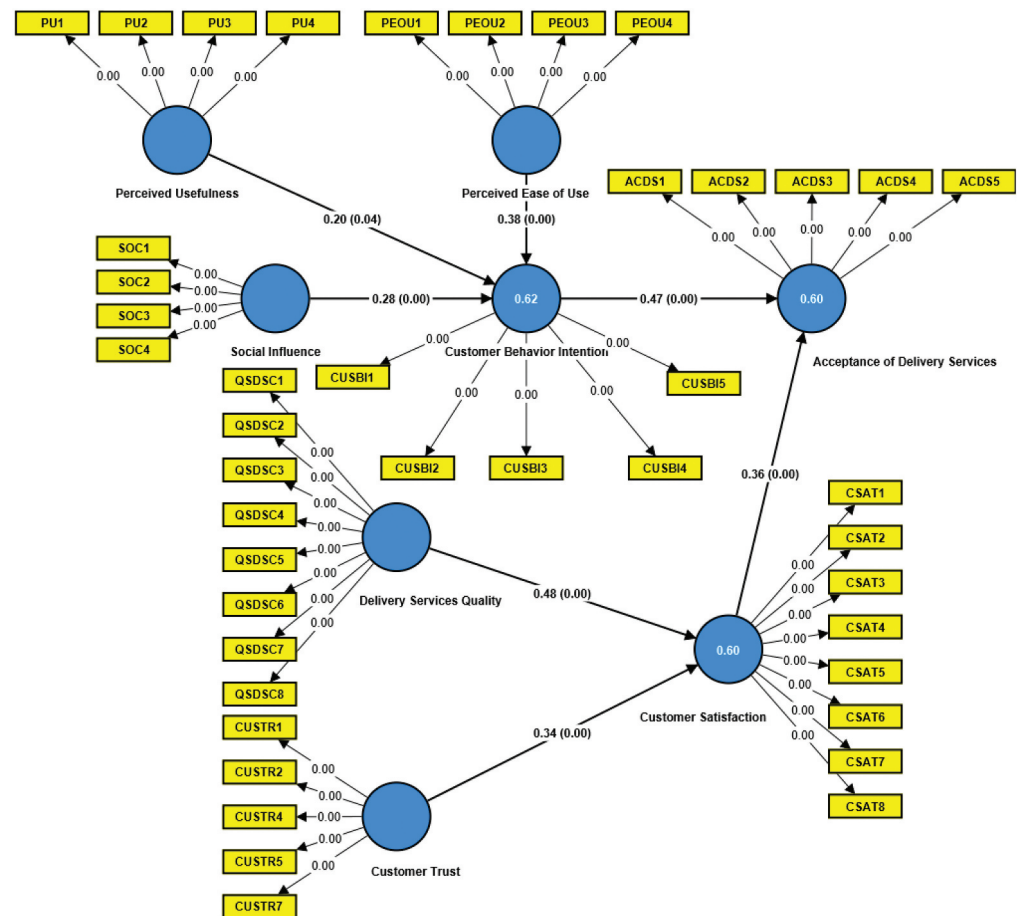 PU1 PU2 PU3 PU4
PEOU1 PEOU2 PEOU3 PEOU4
0.00 0.00 0.00 0.00
0.00 0.00 0.00 0.00
Perceived Usefulness
Perceived Ease of Use
ACDS1 ACDS2 ACDS3 ACDS4 ACDS5
0.00 0.00 0.00 0.00 0.00
0.20 (0.04)
0.38 (0.00)
SOC1
SOC2
SOC3
SOC4
0.00
0.00
0.00
0.00
0.28 (0.00)
0.62
0.47 (0.00)
0.60
Social Influence
Customer Behavior Intention
Acceptance of Delivery Services
0.00
0.00
0.00
0.00
0.00
CUSBI1
CUSBI5
CUSBI2 CUSBI3 CUSBI4
0.36 (0.00)
QSDSC1
QSDSC2
QSDSC3
QSDSC4
QSDSC5
QSDSC6
QSDSC7
QSDSC8
0.00
0.00
0.00
0.00
0.00
0.00
0.00
0.00
Delivery Services Quality
0.48 (0.00)
CSAT1
CSAT2
CSAT3
CSAT4
CSAT5
CSAT6
CSAT7
CSAT8
0.00
0.00
0.00
0.00
0.00
0.00
0.00
0.00
0.60
Customer Satisfaction
0.34 (0.00)
CUSTR1
CUSTR2
CUSTR4
CUSTR5
CUSTR7
0.00
0.00
0.00
0.00
0.00
Customer Trust